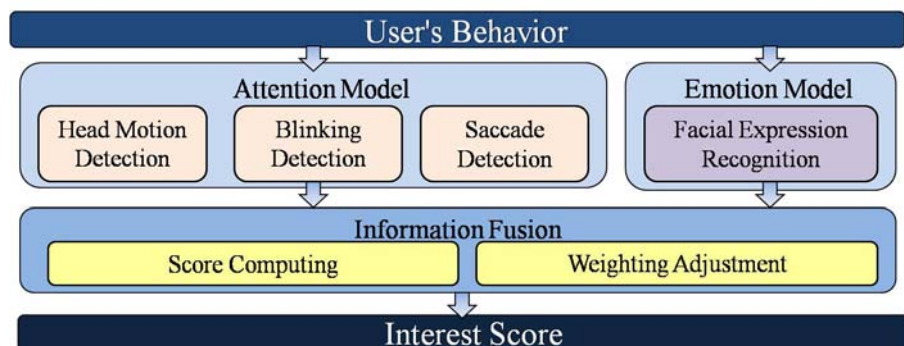 User's Behavior
Attention Model
Head Motion
Detection
Blinking
Detection
Saccade
Detection
Emotion Model
Facial Expression
Recognition
Information Fusion
Score Computing
Weighting Adjustment
Interest Score